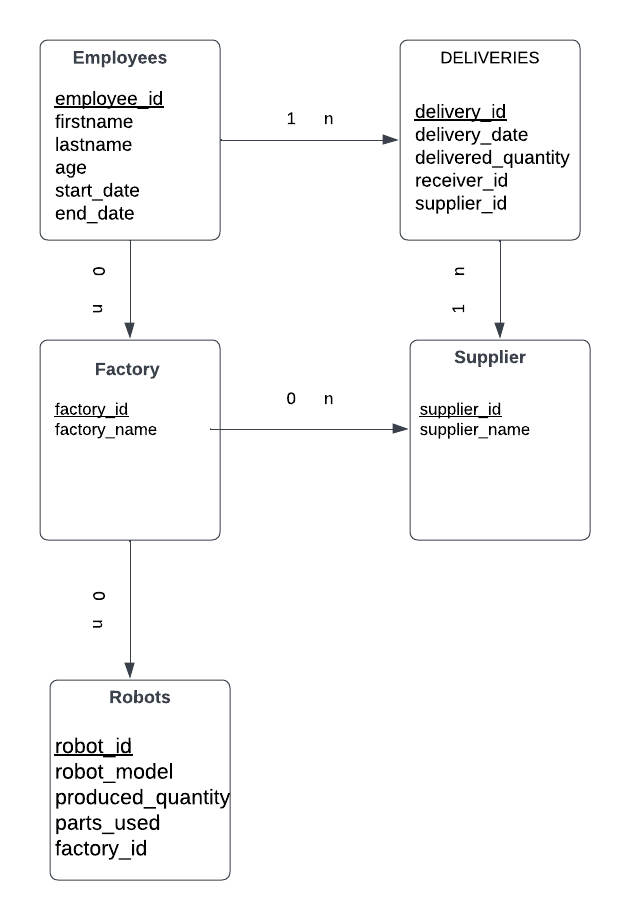 Employees
employee_id
firstname
lastname
age
start_date
end_date
1 n
DELIVERIES
delivery_id
delivery_date
delivered_quantity
receiver_id
supplier_id
0 n
n 1
Factory
factory_id
factory_name
0 n
Supplier
supplier_id
supplier_name
0 n
Robots
robot_id
robot_model
produced_quantity
parts_used
factory_id